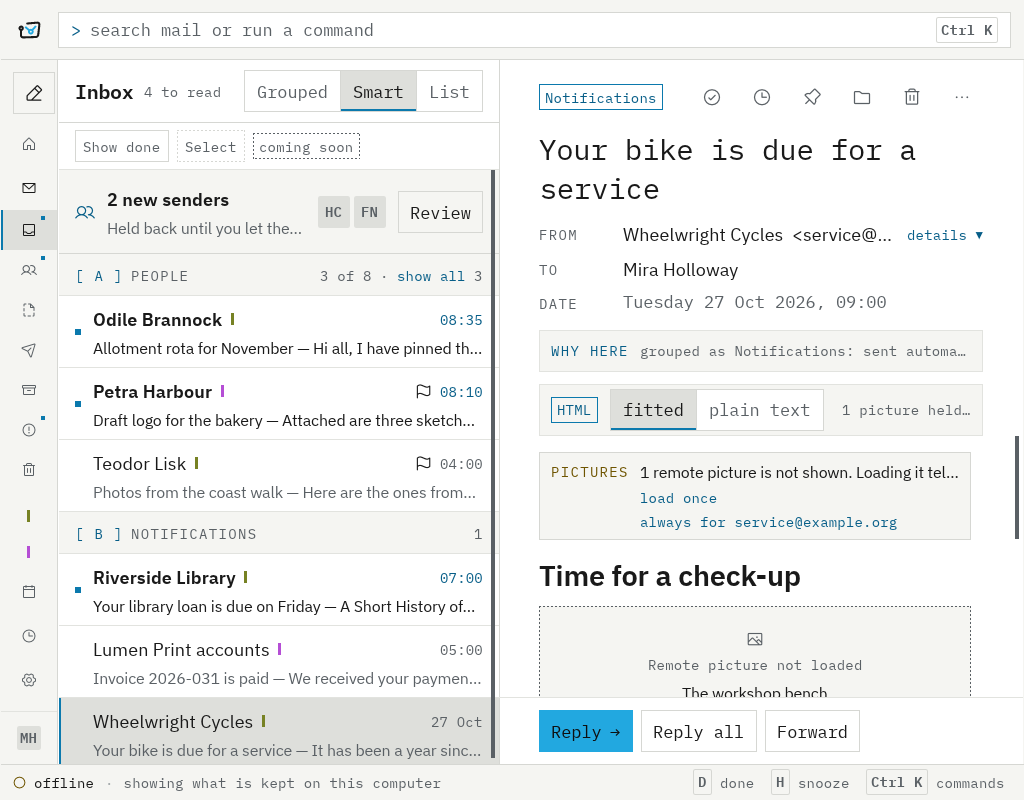 > search mail or run a command Ctrl K
Inbox 4 to read Grouped Smart List
Show done Select coming soon
2 new senders
Held back until you let the...
HC FN Review
[ A ] PEOPLE 3 of 8 · show all 3
Odile Brannock 08:35
Allotment rota for November — Hi all, I have pinned th...
Petra Harbour 08:10
Draft logo for the bakery — Attached are three sketch...
Teodor Lisk 04:00
Photos from the coast walk — Here are the ones from...
[ B ] NOTIFICATIONS 1
Riverside Library 07:00
Your library loan is due on Friday — A Short History of...
Lumen Print accounts 05:00
Invoice 2026-031 is paid — We received your paymen...
Wheelwright Cycles 27 Oct
Your bike is due for a service — It has been a year sinc...
MH
Notifications ...
Your bike is due for a
service
FROM Wheelwright Cycles <service@... details ▼
TO Mira Holloway
DATE Tuesday 27 Oct 2026, 09:00
WHY HERE grouped as Notifications: sent automa...
HTML fitted plain text 1 picture held...
PICTURES 1 remote picture is not shown. Loading it tel...
load once
always for service@example.org
Time for a check-up
Remote picture not loaded
The workshop bench
Reply → Reply all Forward
offline · showing what is kept on this computer
D done H snooze Ctrl K commands